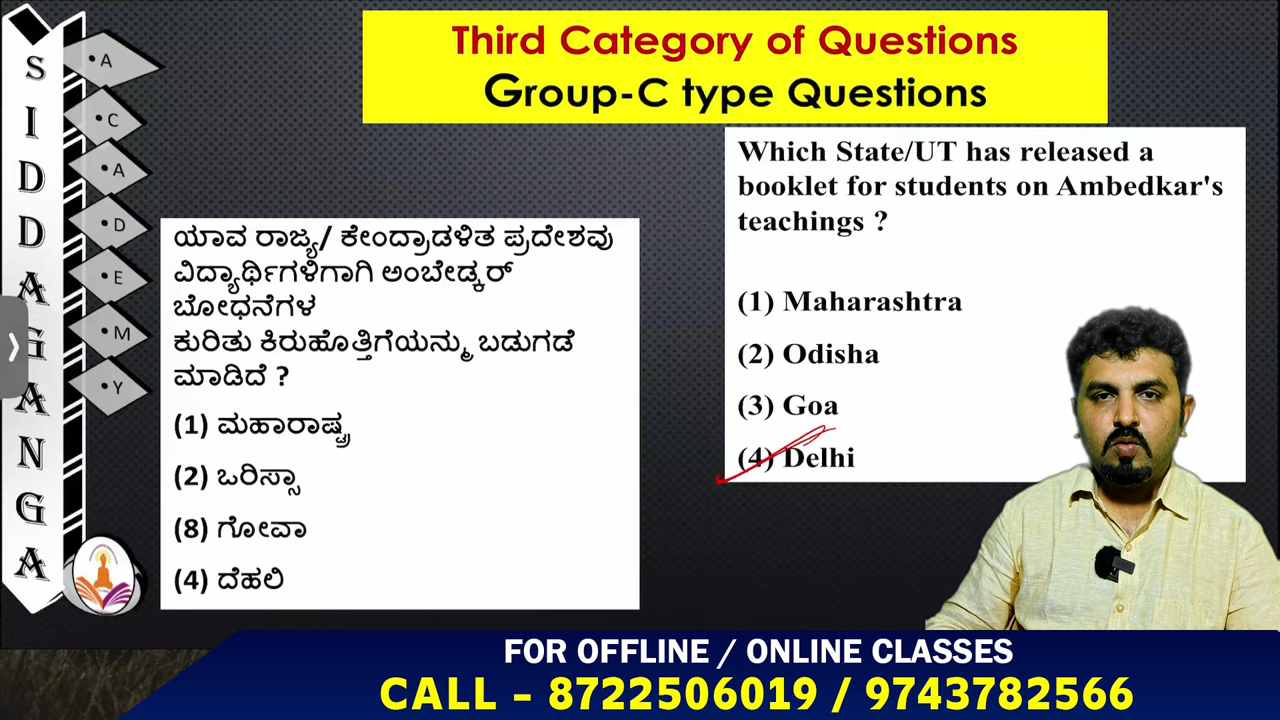 SIDDAGANGA
A
C
A
D
E
M
Y
Third Category of Questions
Group-C type Questions
ಯಾವ ರಾಜ್ಯ/ ಕೇಂದ್ರಾಡಳಿತ ಪ್ರದೇಶವು
ವಿದ್ಯಾರ್ಥಿಗಳಿಗಾಗಿ ಅಂಬೇಡ್ಕರ್
ಬೋಧನೆಗಳ
ಕುರಿತು ಕಿರುಹೊತ್ತಿಗೆಯನ್ನು ಬಡುಗಡೆ
ಮಾಡಿದೆ ?
(1) ಮಹಾರಾಷ್ಟ್ರ
(2) ಒರಿಸ್ಸಾ
(8) ಗೋವಾ
(4) ದೆಹಲಿ
Which State/UT has released a
booklet for students on Ambedkar's
teachings ?
(1) Maharashtra
(2) Odisha
(3) Goa
(4) Delhi
FOR OFFLINE / ONLINE CLASSES
CALL – 8722506019 / 9743782566